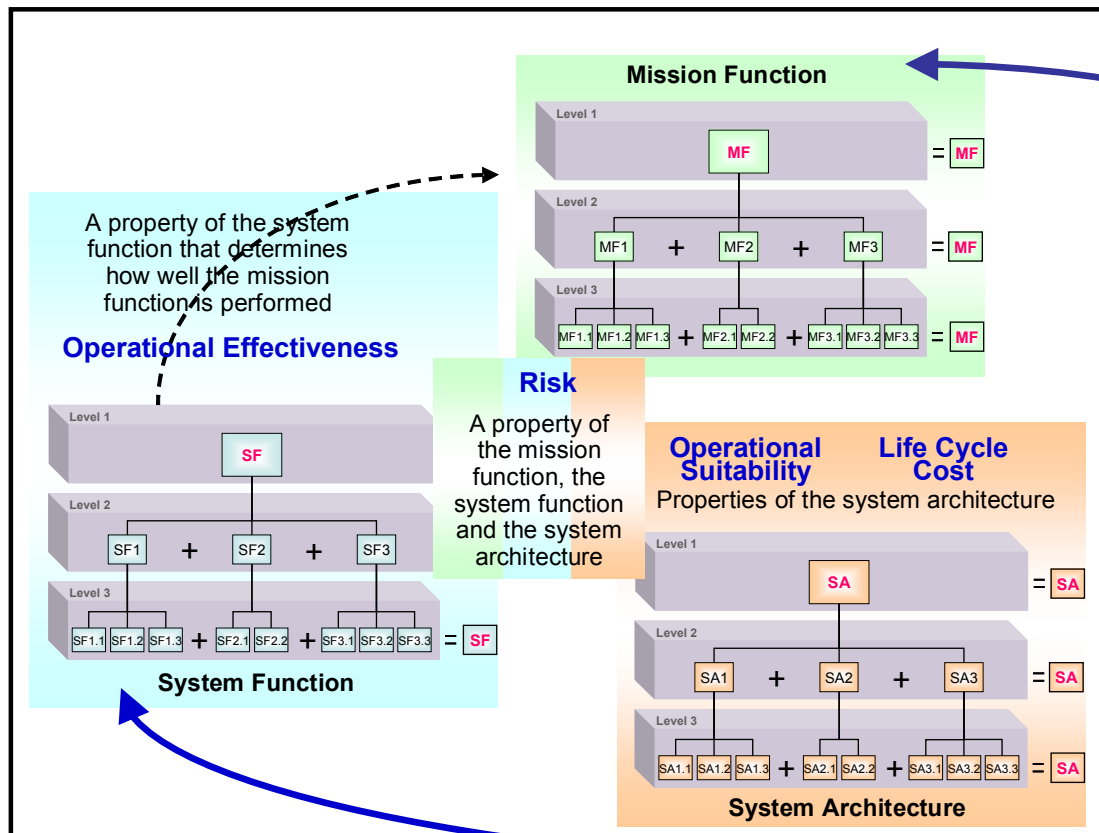 Mission Function
Level 1
MF
= MF
Level 2
MF1 + MF2 + MF3
= MF
Level 3
MF1.1 MF1.2 MF1.3 + MF2.1 MF2.2 + MF3.1 MF3.2 MF3.3
= MF
A property of the system
function that determines
how well the mission
function is performed
Operational Effectiveness
Level 1
SF
Level 2
SF1 + SF2 + SF3
Level 3
SF1.1 SF1.2 SF1.3 + SF2.1 SF2.2 + SF3.1 SF3.2 SF3.3
= SF
System Function
Risk
A property of
the mission
function, the
system function
and the system
architecture
Operational
Suitability
Life Cycle
Cost
Properties of the system architecture
Level 1
SA
= SA
Level 2
SA1 + SA2 + SA3
= SA
Level 3
SA1.1 SA1.2 SA1.3 + SA2.1 SA2.2 + SA3.1 SA3.2 SA3.3
= SA
System Architecture